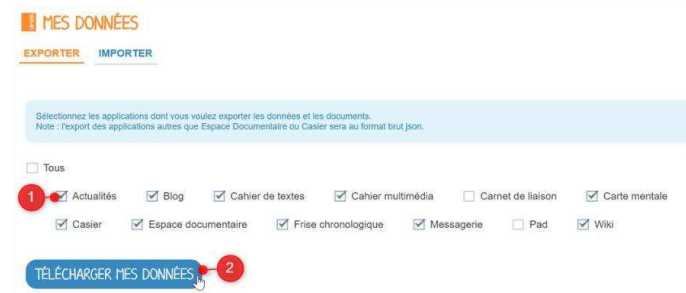 MES DONNÉES
EXPORTER IMPORTER
Sélectionnez les applications dont vous voulez exporter les données et les documents.
Note : l'export des applications autres que Espace Documentaire ou Casier sera au format brut json.
Tous
1 Actualités Blog Cahier de textes Cahier multimédia Carnet de liaison Carte mentale
Casier Espace documentaire Frise chronologique Messagerie Pad Wiki
TÉLÉCHARGER MES DONNÉES 2